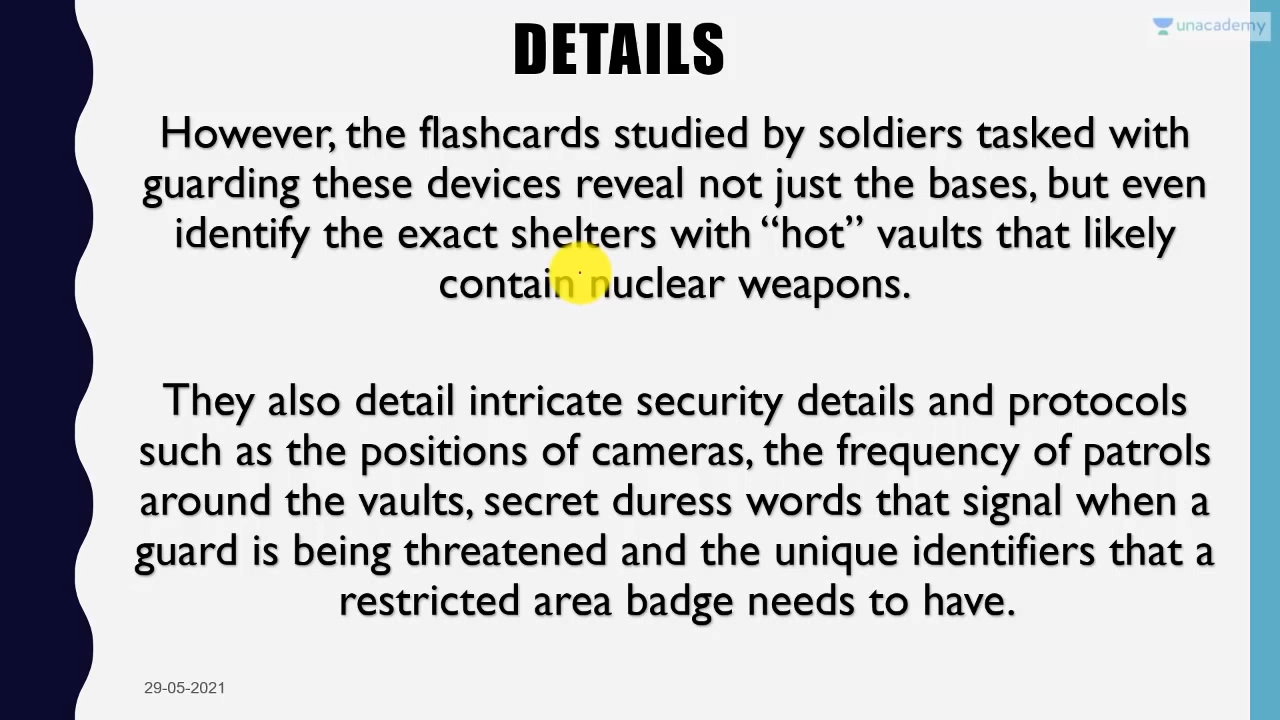 unacademy
DETAILS
However, the flashcards studied by soldiers tasked with
guarding these devices reveal not just the bases, but even
identify the exact shelters with “hot” vaults that likely
contain nuclear weapons.
They also detail intricate security details and protocols
such as the positions of cameras, the frequency of patrols
around the vaults, secret duress words that signal when a
guard is being threatened and the unique identifiers that a
restricted area badge needs to have.
29-05-2021